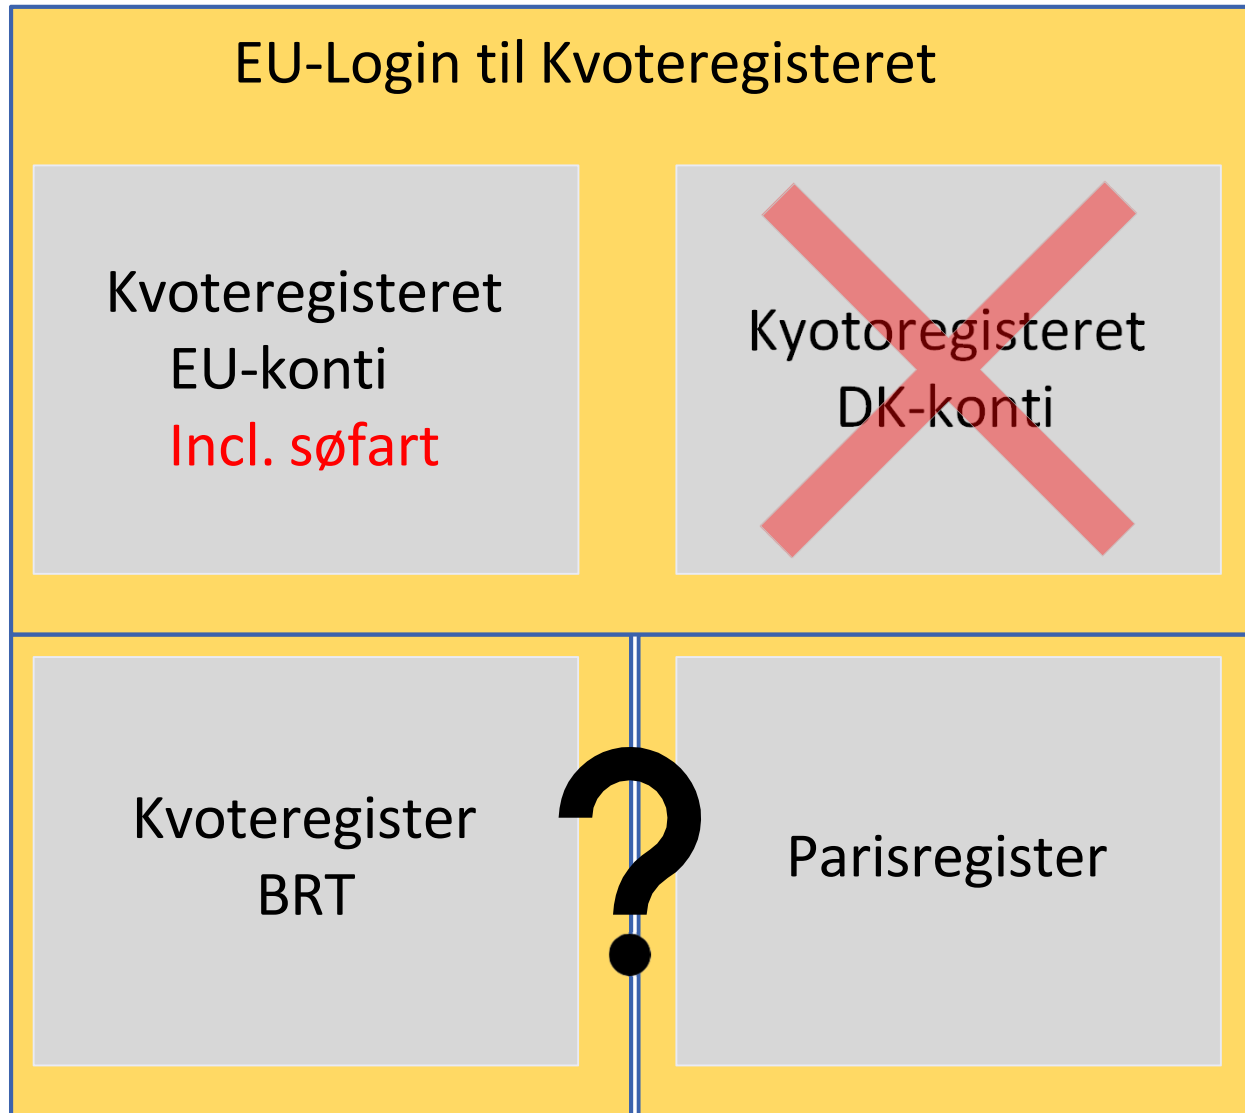 EU-Login til Kvoteregisteret
Kvoteregisteret
EU-konti
Incl. søfart
Kyotoregisteret
DK-konti
Kvoteregister
BRT
?
Parisregister